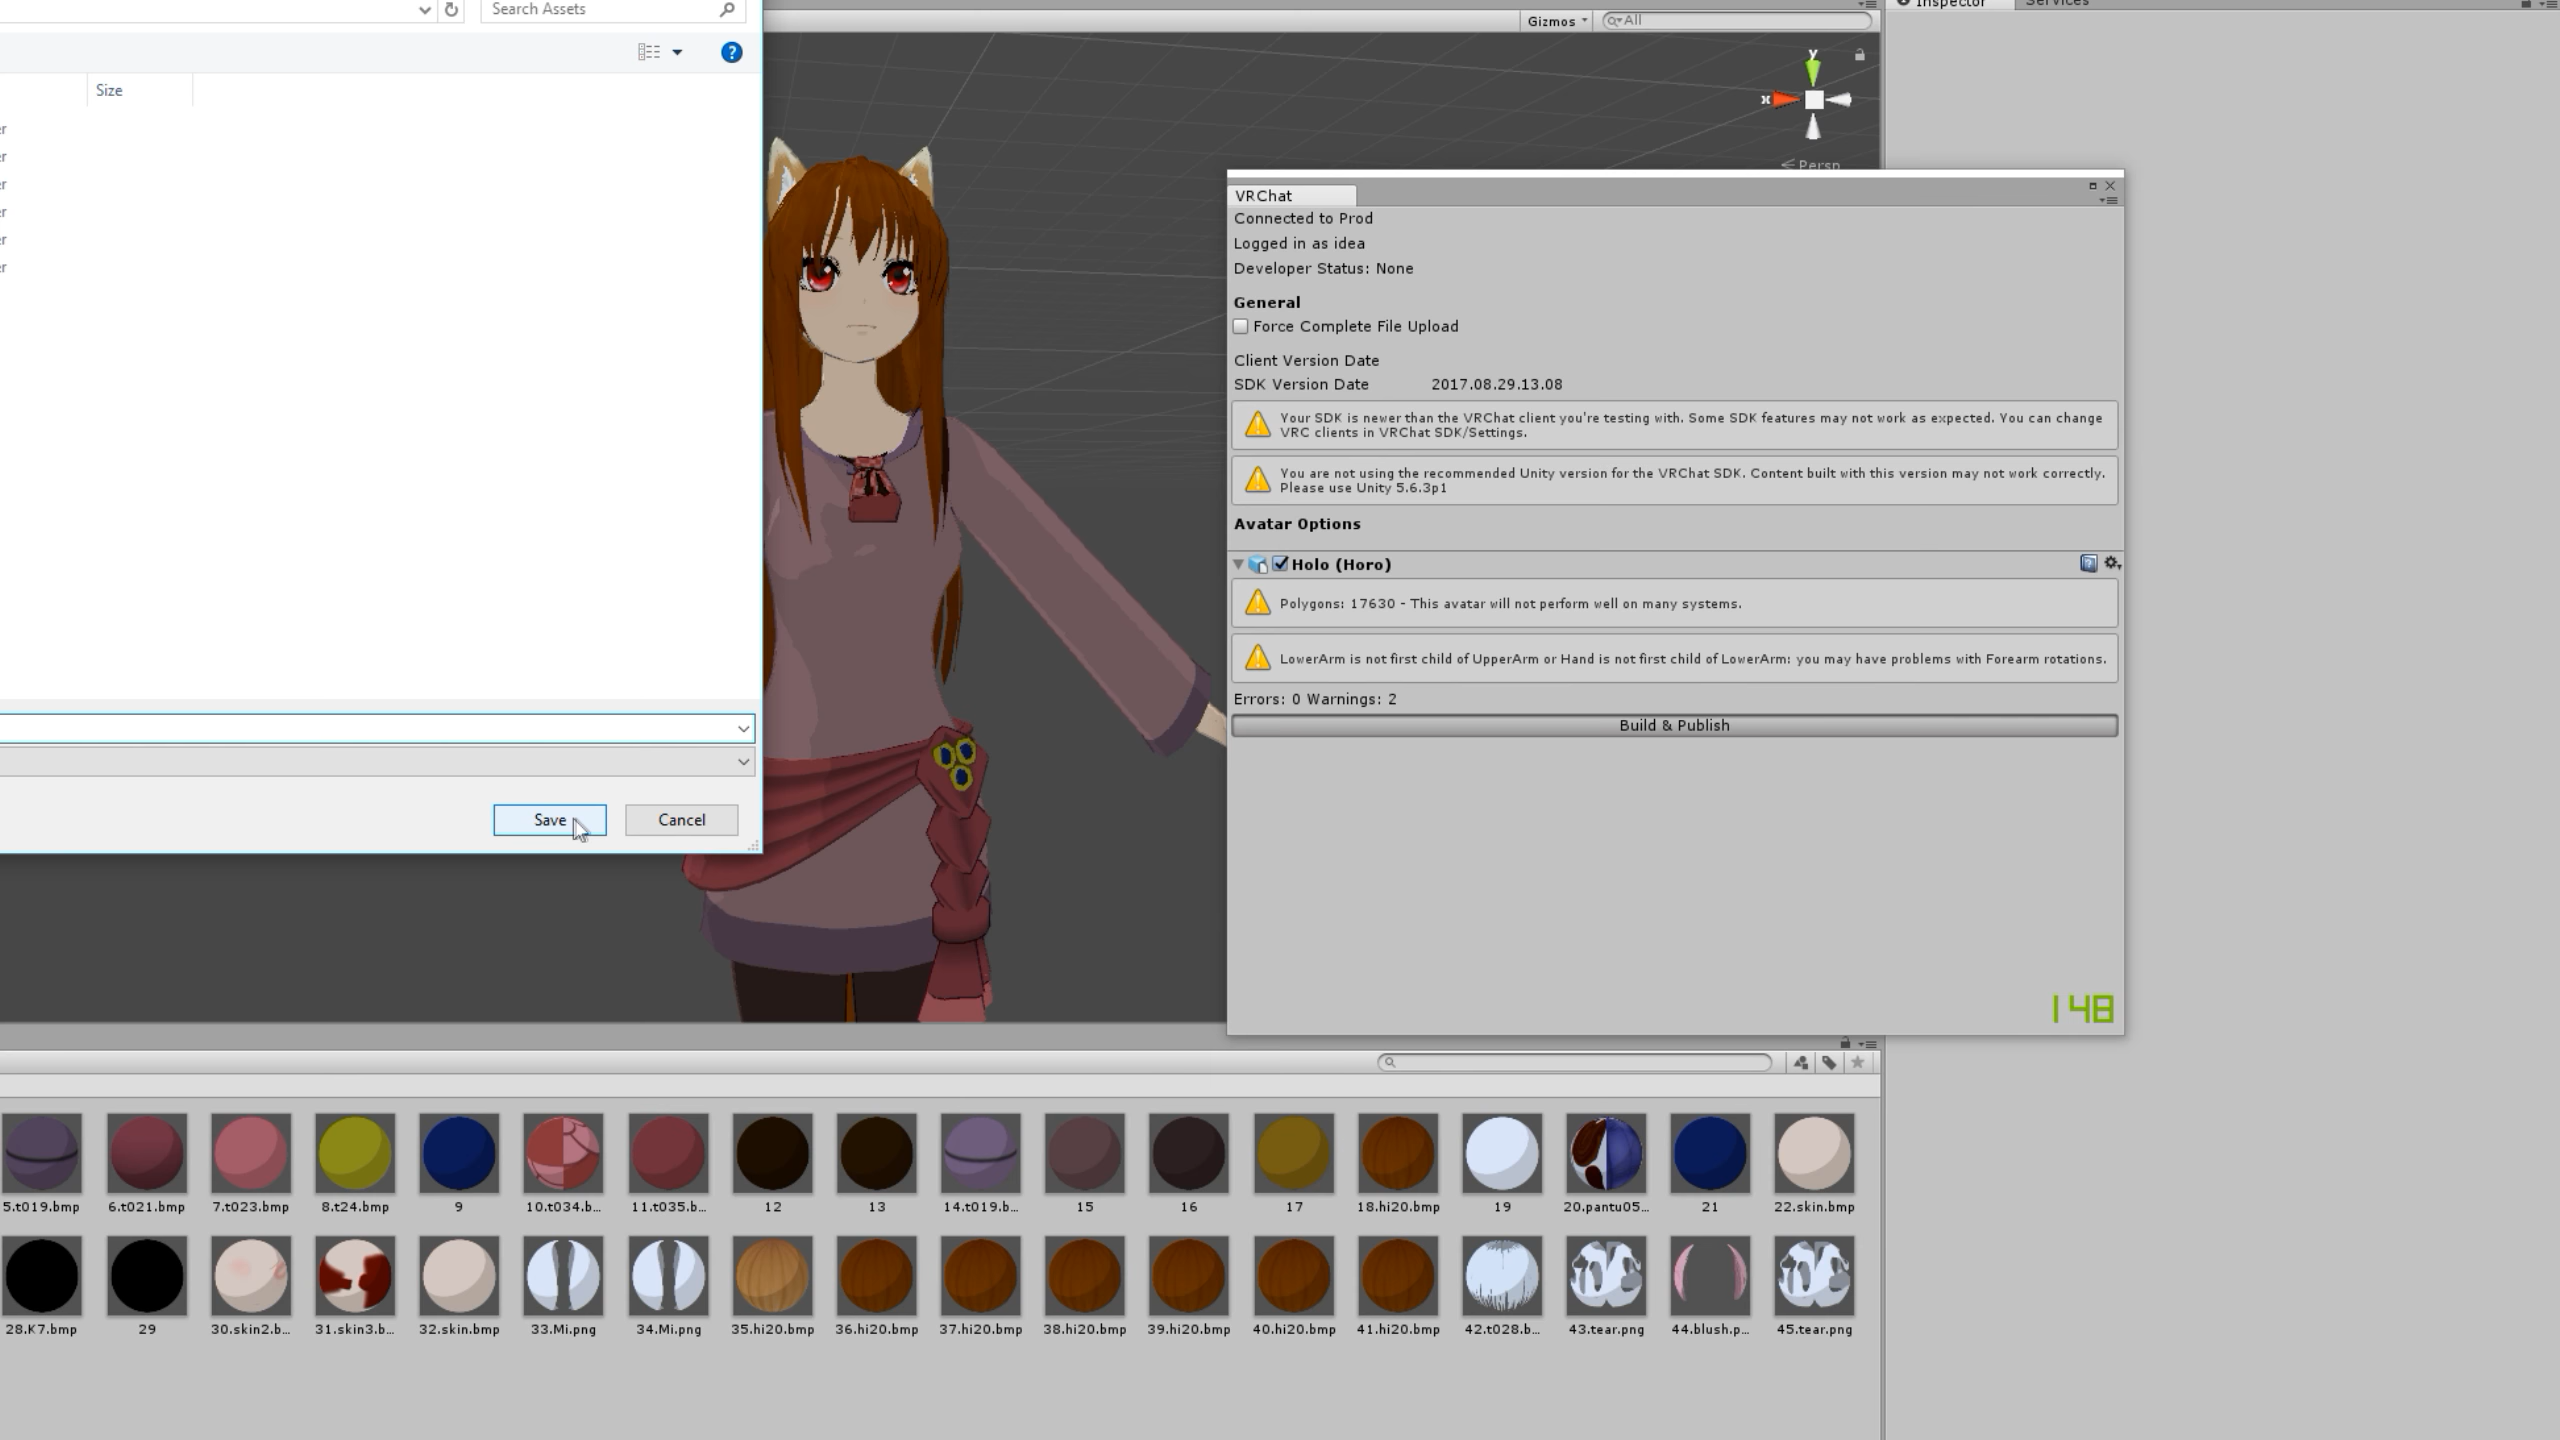 Search Assets
Size
er
er
er
er
er
er
Save
Cancel
Gizmos
All
y
x
Persp
Inspector
Services
VRChat
Connected to Prod
Logged in as idea
Developer Status: None
General
Force Complete File Upload
Client Version Date
SDK Version Date 2017.08.29.13.08
Your SDK is newer than the VRChat client you're testing with. Some SDK features may not work as expected. You can change
VRC clients in VRChat SDK/Settings.
You are not using the recommended Unity version for the VRChat SDK. Content built with this version may not work correctly.
Please use Unity 5.6.3p1
Avatar Options
Holo (Horo)
Polygons: 17630 - This avatar will not perform well on many systems.
LowerArm is not first child of UpperArm or Hand is not first child of LowerArm: you may have problems with Forearm rotations.
Errors: 0 Warnings: 2
Build & Publish
148
5.t019.bmp 6.t021.bmp 7.t023.bmp 8.t24.bmp 9 10.t034.b... 11.t035.b... 12 13 14.t019.b... 15 16 17 18.hi20.bmp 19 20.pantu05... 21 22.skin.bmp
28.K7.bmp 29 30.skin2.b... 31.skin3.b... 32.skin.bmp 33.Mi.png 34.Mi.png 35.hi20.bmp 36.hi20.bmp 37.hi20.bmp 38.hi20.bmp 39.hi20.bmp 40.hi20.bmp 41.hi20.bmp 42.t028.b... 43.tear.png 44.blush.p... 45.tear.png